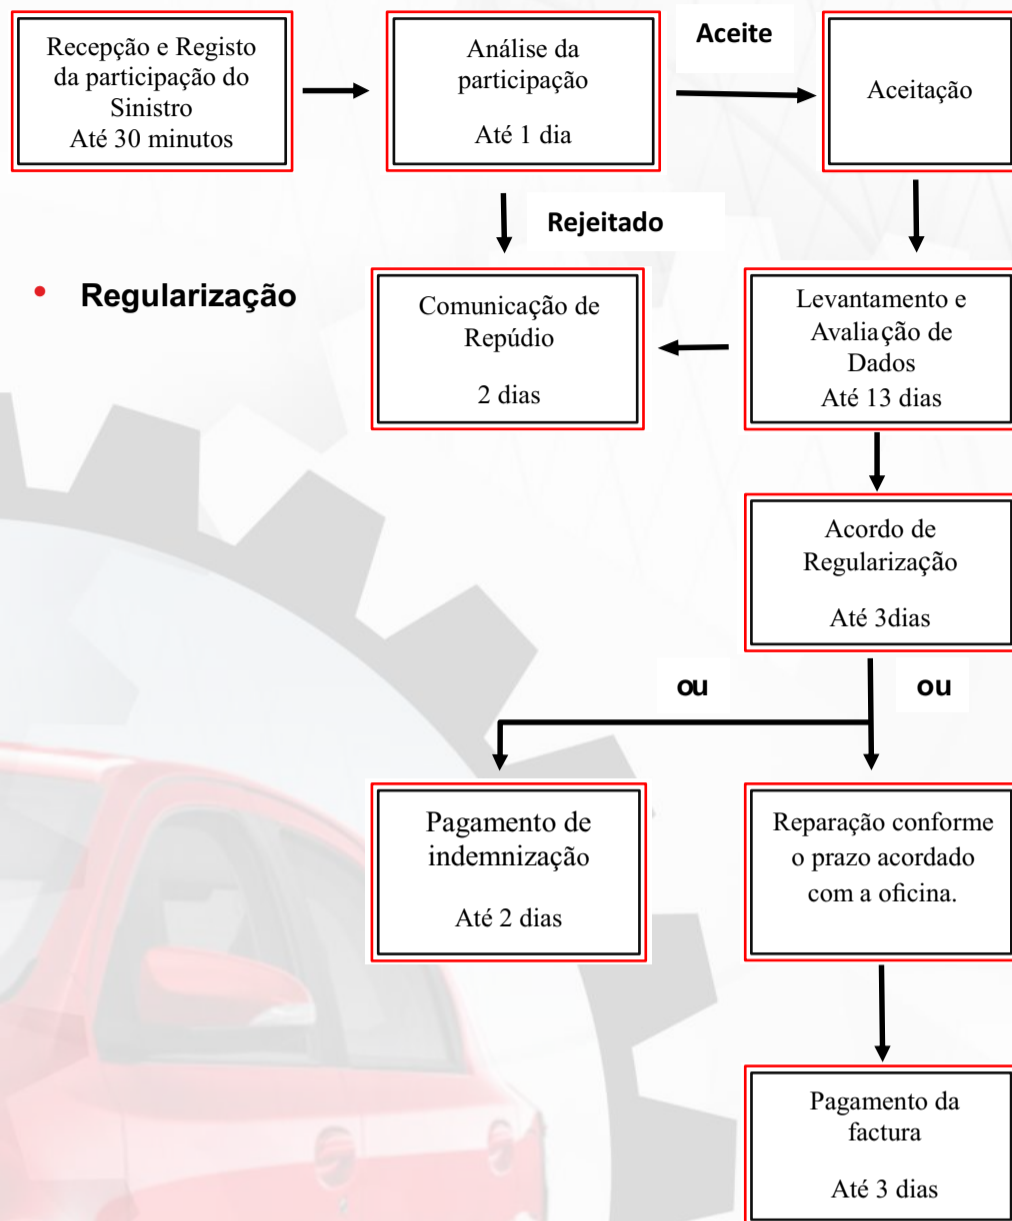 Recepção e Registo
da participação do
Sinistro
Até 30 minutos
Análise da
participação
Até 1 dia
Aceite
Aceitação
Rejeitado
• Regularização
Comunicação de
Repúdio
2 dias
Levantamento e
Avaliação de
Dados
Até 13 dias
Acordo de
Regularização
Até 3dias
ou
ou
Pagamento de
indemnização
Até 2 dias
Reparação conforme
o prazo acordado
com a oficina.
Pagamento da
factura
Até 3 dias